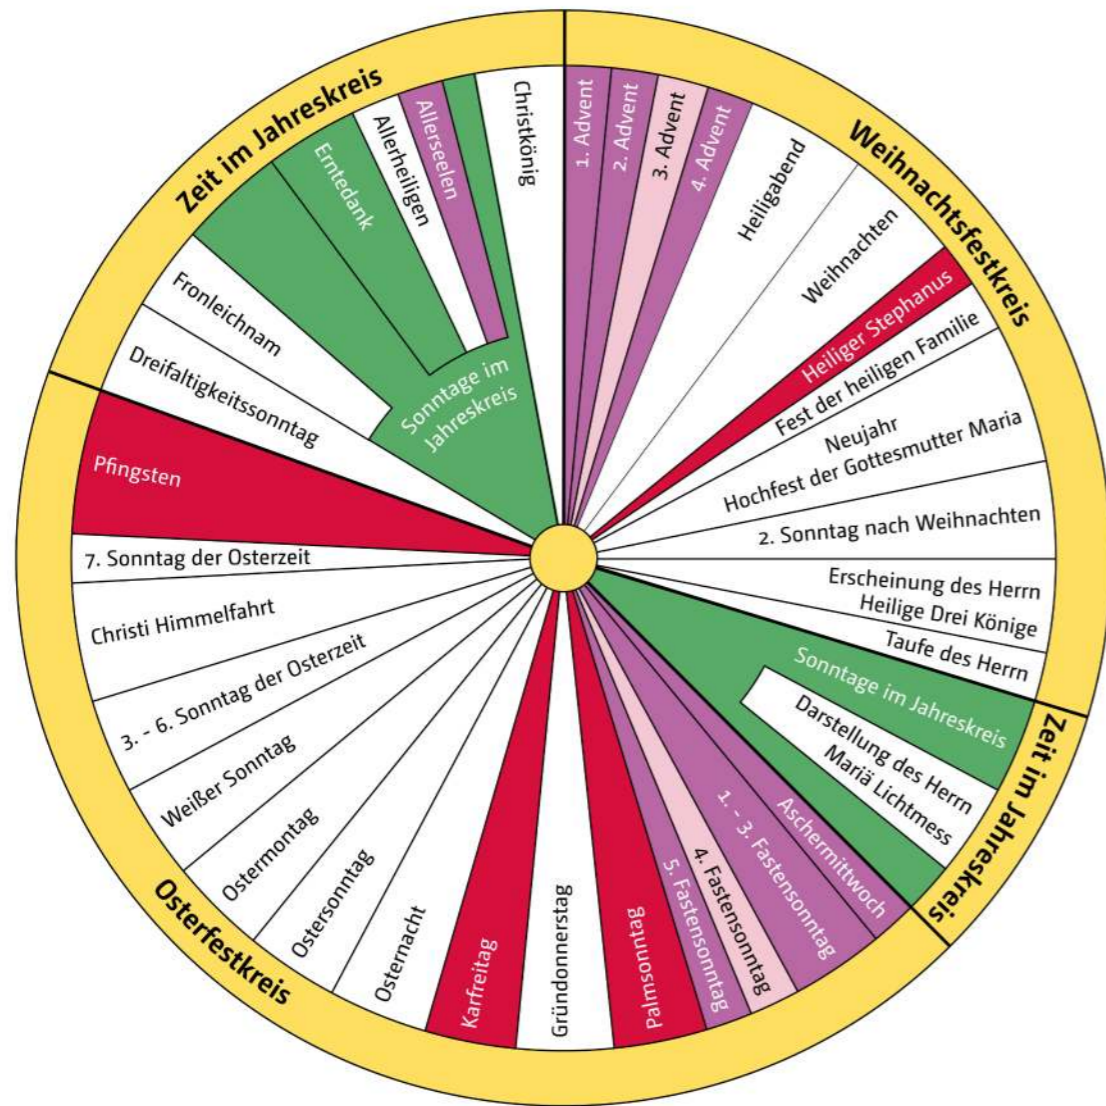 Weihnachtsfestkreis
1. Advent
2. Advent
3. Advent
4. Advent
Heiligabend
Weihnachten
Heiliger Stephanus
Fest der heiligen Familie
Neujahr
Hochfest der Gottesmutter Maria
2. Sonntag nach Weihnachten
Erscheinung des Herrn
Heilige Drei Könige
Taufe des Herrn
Zeit im Jahreskreis
Sonntage im Jahreskreis
Darstellung des Herrn
Mariä Lichtmess
Osterfestkreis
Aschermittwoch
1. - 3. Fastensonntag
4. Fastensonntag
5. Fastensonntag
Palmsonntag
Gründonnerstag
Karfreitag
Osternacht
Ostersonntag
Ostermontag
Weißer Sonntag
3. - 6. Sonntag der Osterzeit
Christi Himmelfahrt
7. Sonntag der Osterzeit
Pfingsten
Zeit im Jahreskreis
Dreifaltigkeitssonntag
Fronleichnam
Sonntage im
Jahreskreis
Erntedank
Allerheiligen
Allerseelen
Christkönig